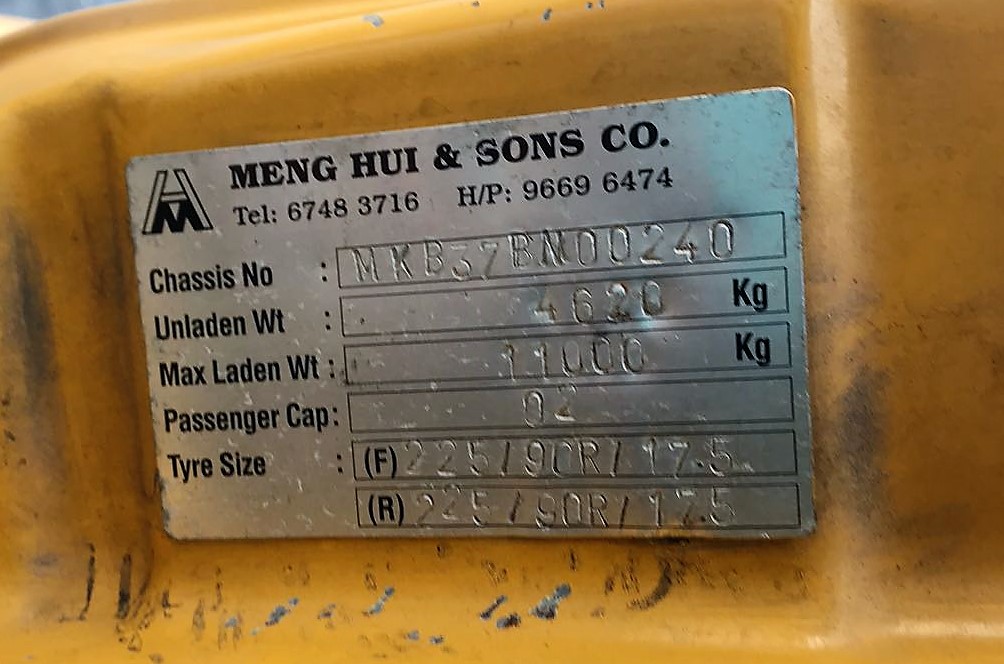 MENG HUI & SONS CO.
Tel: 6748 3716 H/P: 9669 6474
Chassis No : MKB37BN00240
Unladen Wt : 4620 Kg
Max Laden Wt : 11000 Kg
Passenger Cap: 02
Tyre Size : (F) 225/90R/17.5
(R) 225/90R/17.5